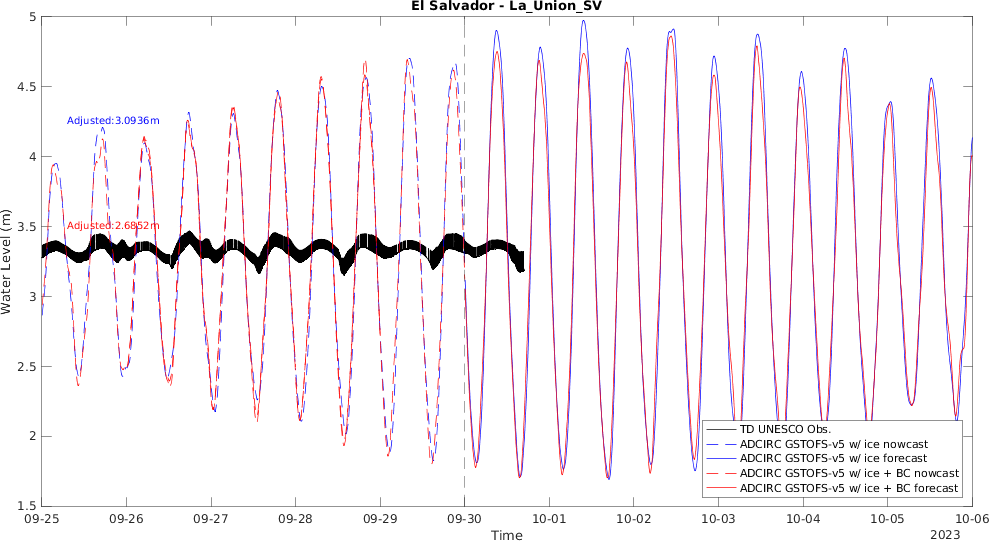 El Salvador - La_Union_SV
Water Level (m)
5
4.5
4
3.5
3
2.5
2
1.5
Adjusted:3.0936m
Adjusted:2.6852m
TD UNESCO Obs.
ADCIRC GSTOFS-v5 w/ ice nowcast
ADCIRC GSTOFS-v5 w/ ice forecast
ADCIRC GSTOFS-v5 w/ ice + BC nowcast
ADCIRC GSTOFS-v5 w/ ice + BC forecast
09-25 09-26 09-27 09-28 09-29 09-30 10-01 10-02 10-03 10-04 10-05 10-06
Time
2023